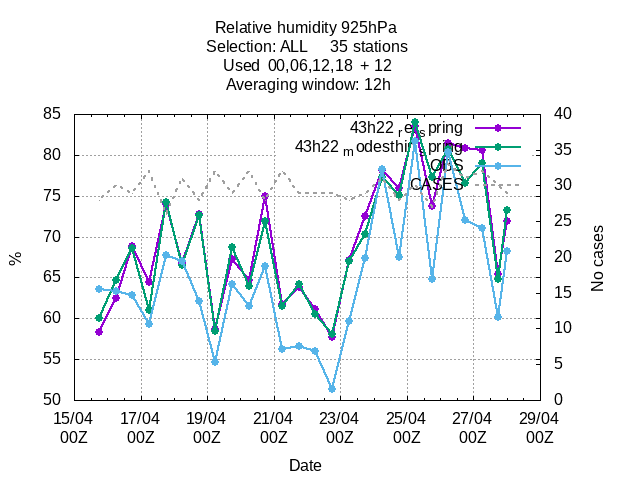 Relative humidity 925hPa
Selection: ALL 35 stations
Used 00,06,12,18 + 12
Averaging window: 12h
85
80
75
70
65
60
55
50
40
35
30
25
20
15
10
5
0
%
No cases
43h22
pring
43h22 modesthin
pring
CASES
15/04 17/04 19/04 21/04 23/04 25/04 27/04 29/04
00Z 00Z 00Z 00Z 00Z 00Z 00Z 00Z
Date